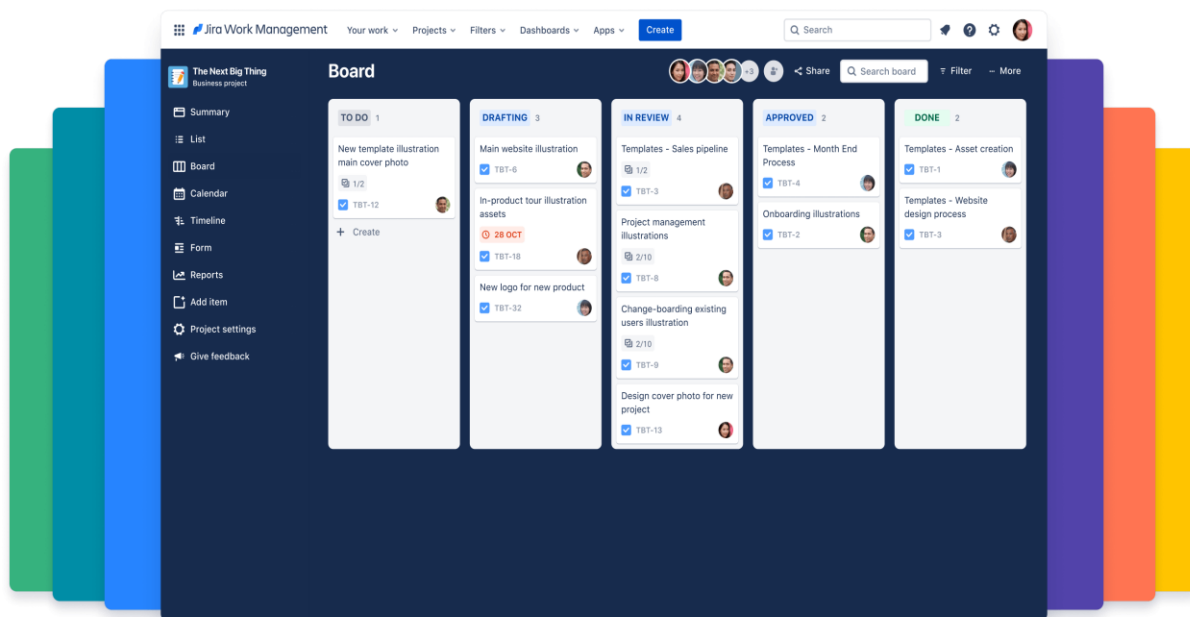 Jira Work Management
Your work
Projects
Filters
Dashboards
Apps
Create
Search
The Next Big Thing
Business project
Summary
List
Board
Calendar
Timeline
Form
Reports
Add item
Project settings
Give feedback
Board
+3
Share
Search board
Filter
More
TO DO 1
New template illustration
main cover photo
1/2
TBT-12
+ Create
DRAFTING 3
Main website illustration
TBT-6
In-product tour illustration
assets
28 OCT
TBT-18
New logo for new product
TBT-32
IN REVIEW 4
Templates - Sales pipeline
1/2
TBT-3
Project management
illustrations
2/10
TBT-8
Change-boarding existing
users illustration
2/10
TBT-9
Design cover photo for new
project
TBT-13
APPROVED 2
Templates - Month End
Process
TBT-4
Onboarding illustrations
TBT-2
DONE 2
Templates - Asset creation
TBT-1
Templates - Website
design process
TBT-3